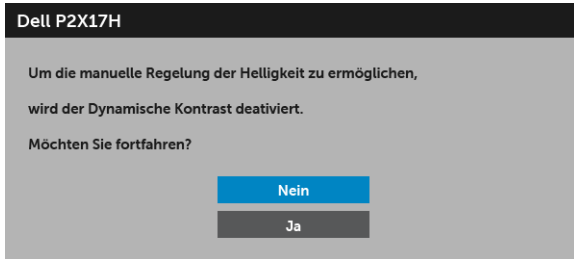 Dell P2X17H
Um die manuelle Regelung der Helligkeit zu ermöglichen,
wird der Dynamische Kontrast deativiert.
Möchten Sie fortfahren?
Nein
Ja